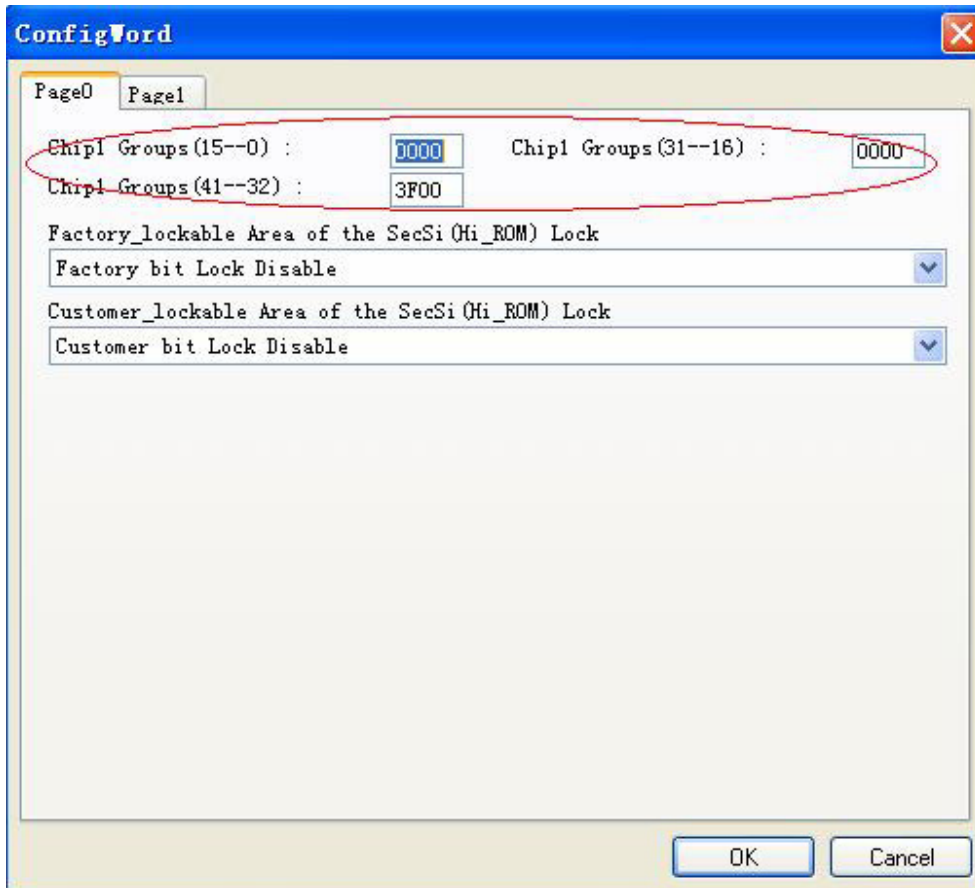 ConfigWord
Page0 Page1
Chip1 Groups(15--0) : 0000 Chip1 Groups(31--16) : 0000
Chip1 Groups(41--32) : 3F00
Factory_lockable Area of the SecSi(Hi_ROM) Lock
Factory bit Lock Disable
Customer_lockable Area of the SecSi(Hi_ROM) Lock
Customer bit Lock Disable
OK Cancel